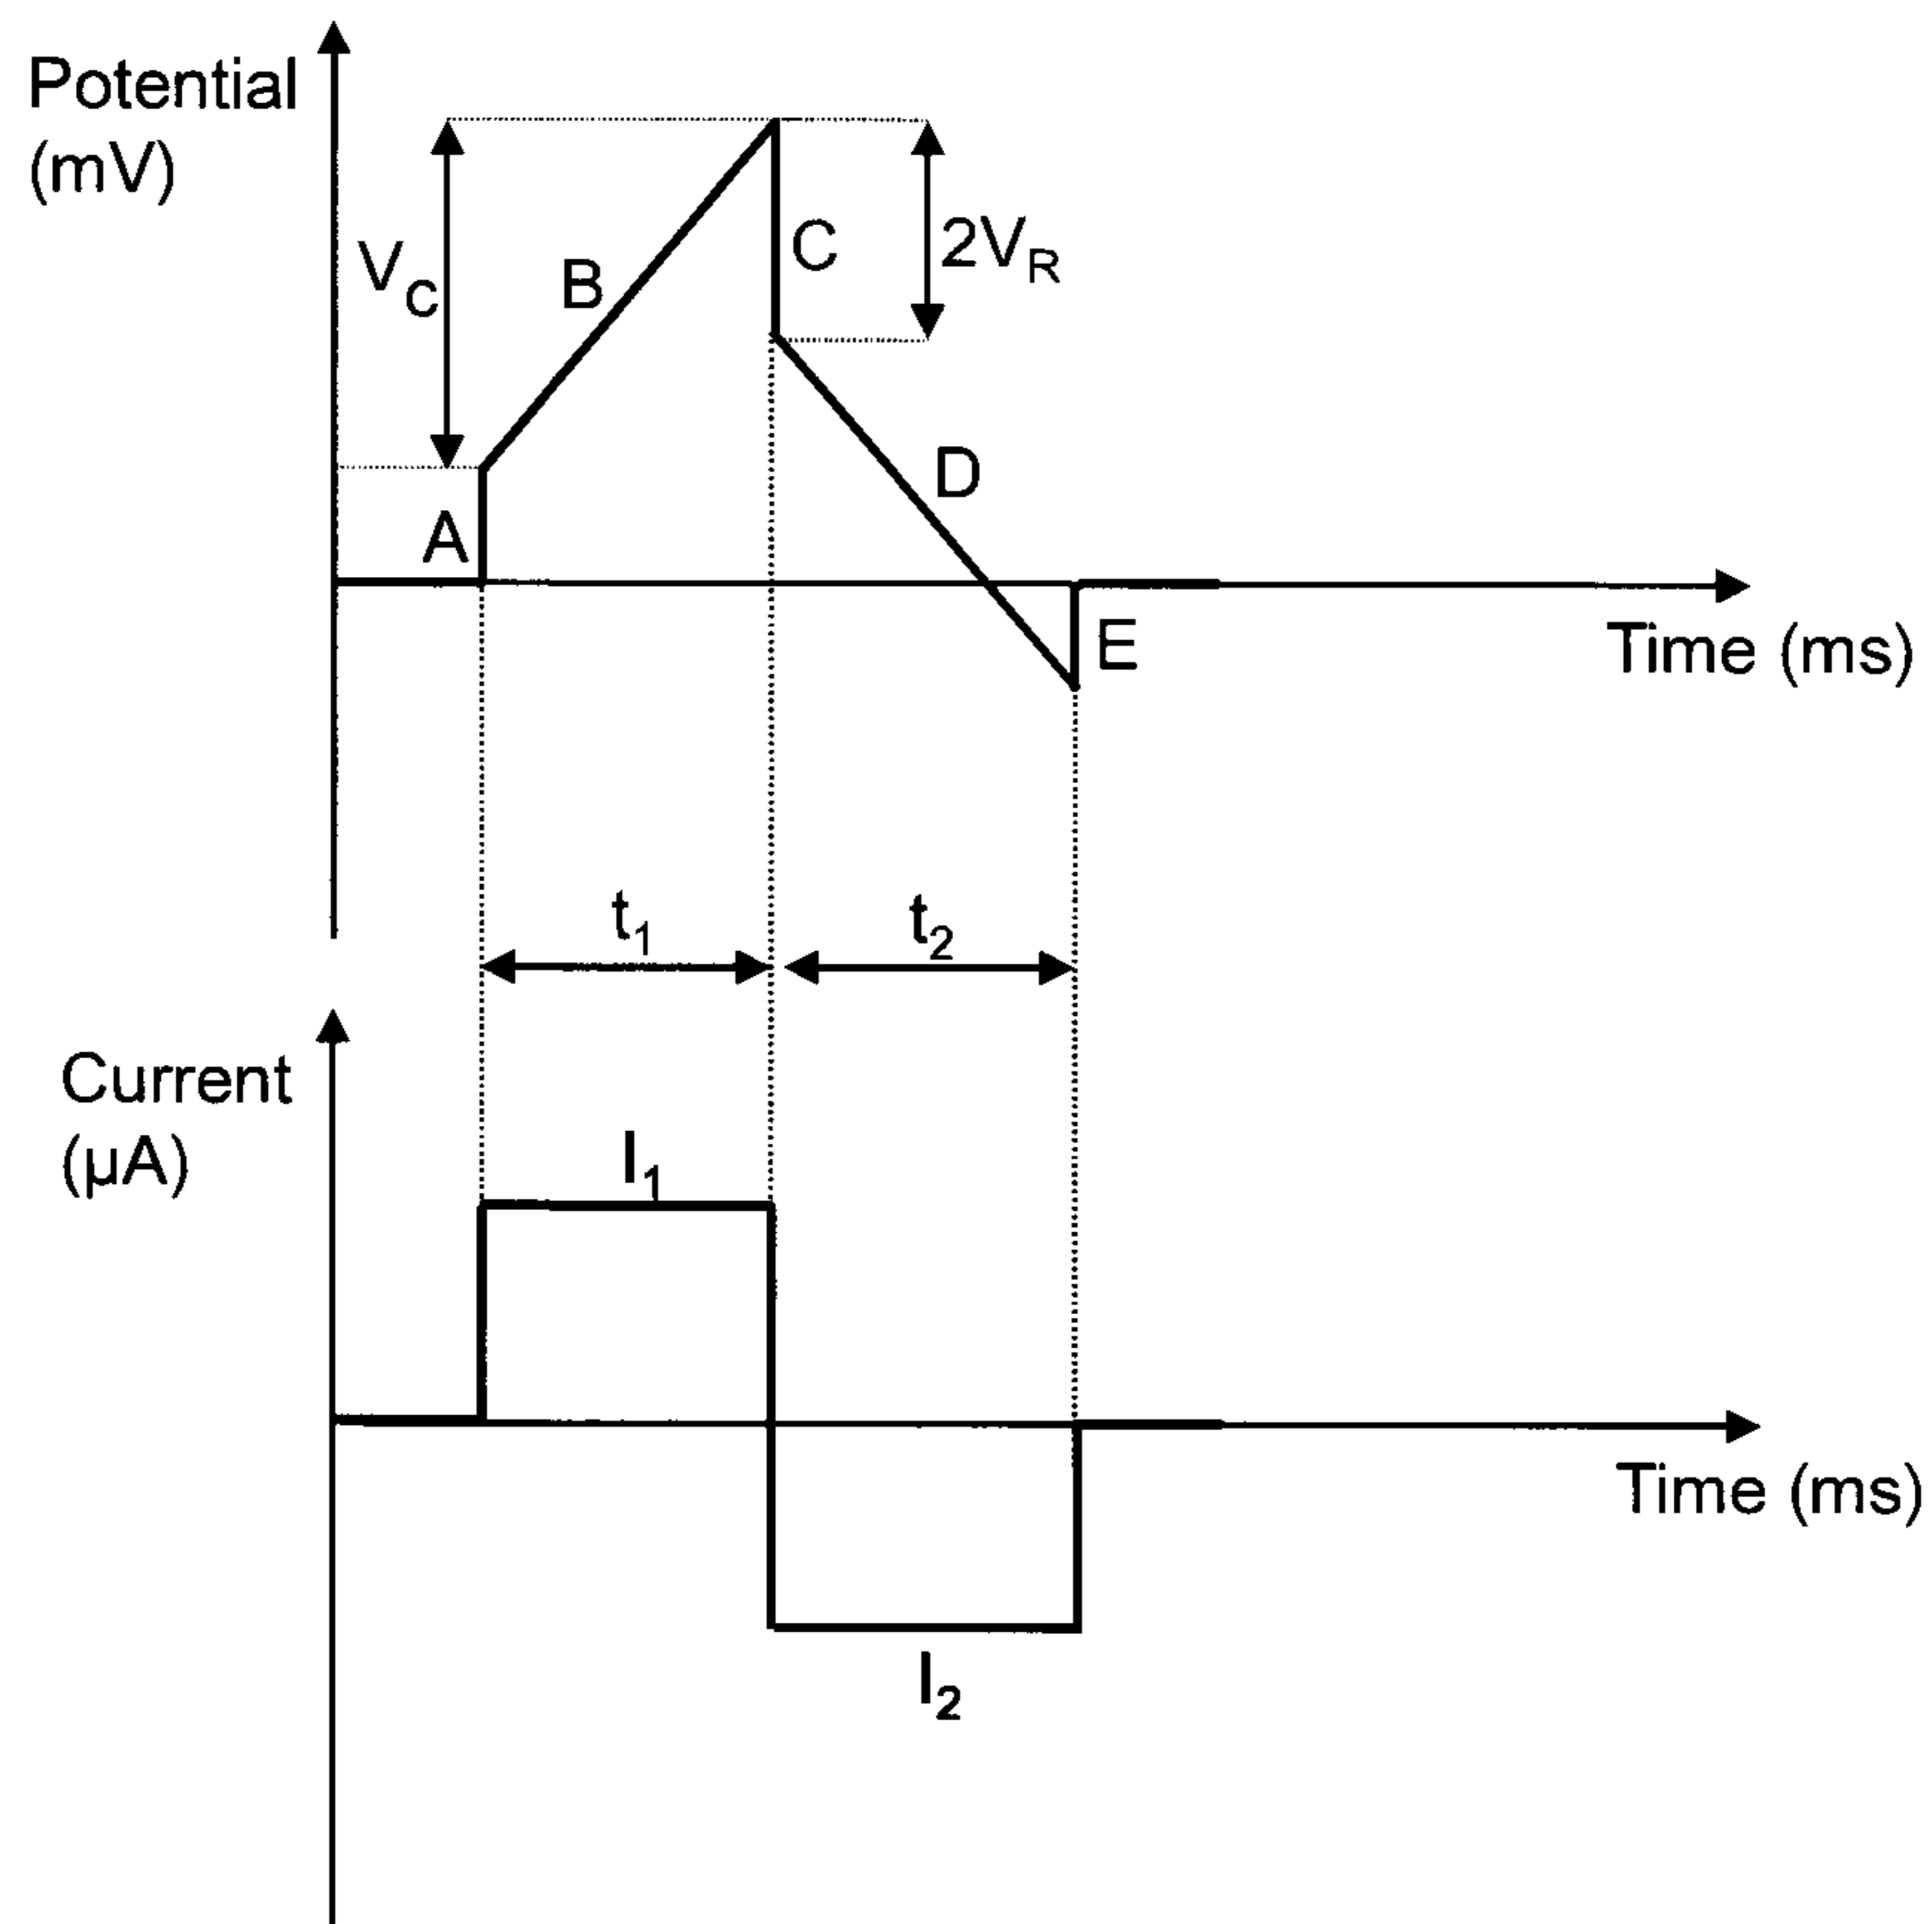 Potential
(mV)
V_C
B
C
2V_R
A
D
E
Time (ms)
t_1
t_2
Current
(µA)
I_1
Time (ms)
I_2